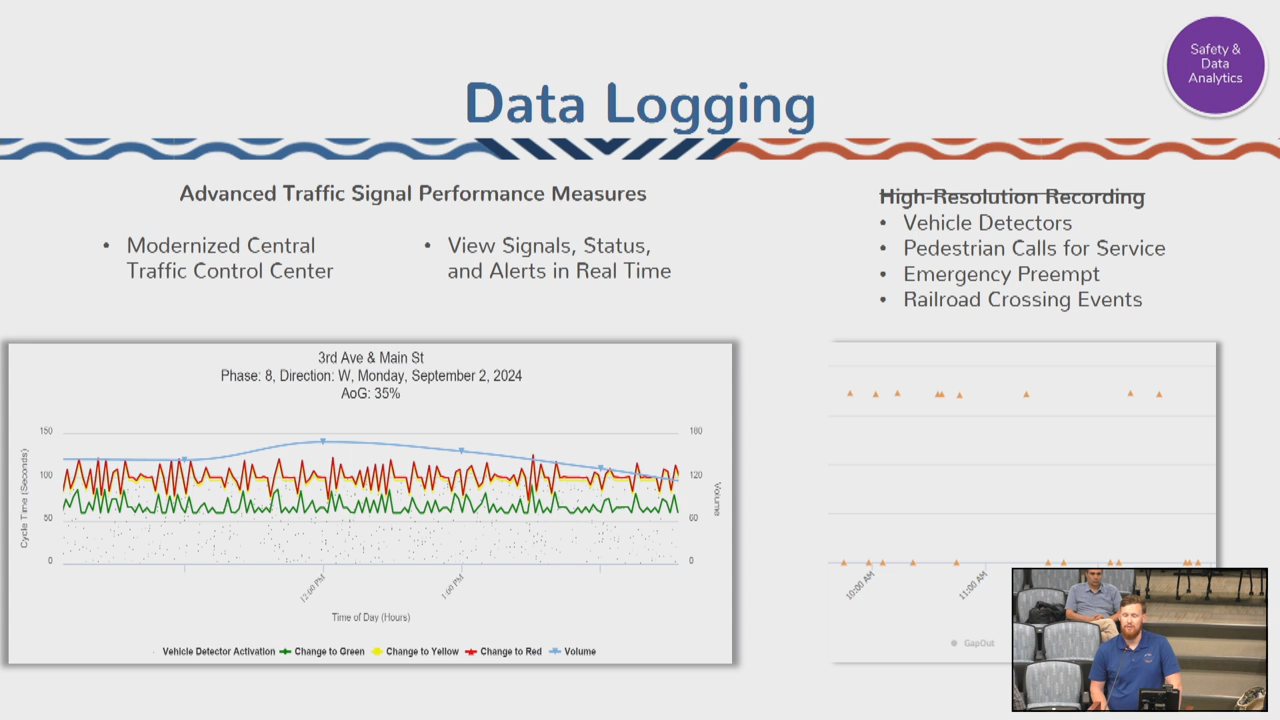 Safety &
Data
Analytics
Data Logging
Advanced Traffic Signal Performance Measures
• Modernized Central
Traffic Control Center
• View Signals, Status,
and Alerts in Real Time
High-Resolution Recording
• Vehicle Detectors
• Pedestrian Calls for Service
• Emergency Preempt
• Railroad Crossing Events
3rd Ave & Main St
Phase: 8, Direction: W, Monday, September 2, 2024
AoG: 35%
150
100
50
0
Cycle Time (Seconds)
180
120
60
0
Volume
12:00 PM
1:00 PM
Time of Day (Hours)
Vehicle Detector Activation Change to Green Change to Yellow Change to Red Volume
10:00 AM
11:00 AM
GapOut